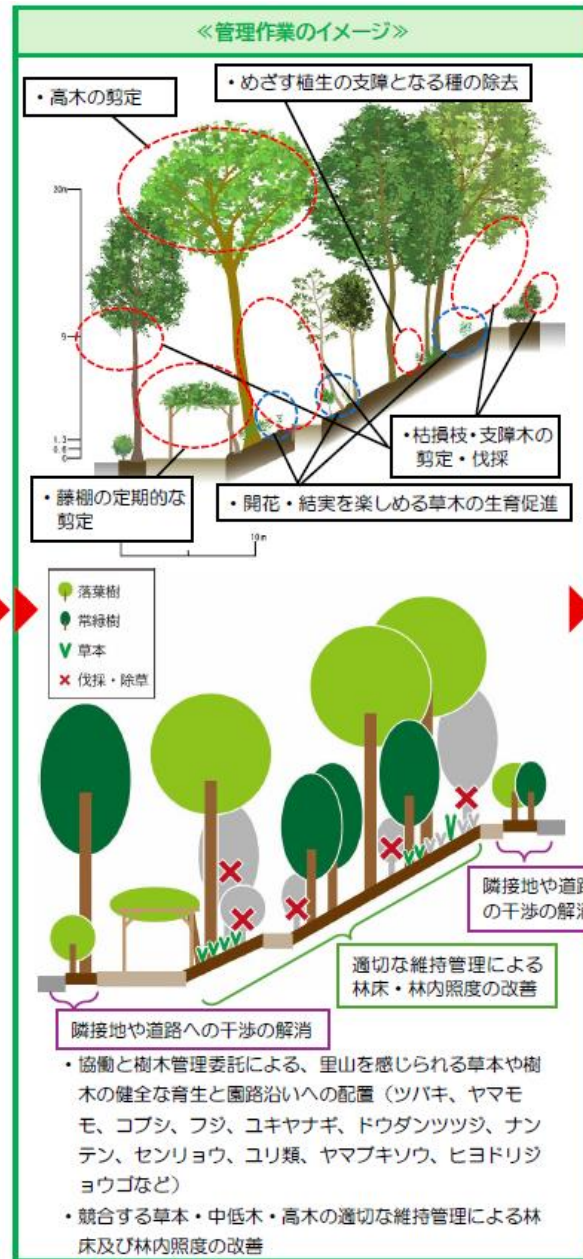 ≪管理作業のイメージ≫
・高木の剪定
・めざす植生の支障となる種の除去
20m
9
1.3
0.6
0
・枯損枝・支障木の
剪定・伐採
・藤棚の定期的な
剪定
・開花・結実を楽しめる草木の生育促進
10m
落葉樹
常緑樹
草本
伐採・除草
隣接地や道路
の干渉の解消
適切な維持管理による
林床・林内照度の改善
隣接地や道路への干渉の解消
・協働と樹木管理委託による、里山を感じられる草本や樹
木の健全な育生と園路沿いへの配置（ツバキ、ヤマモ
モ、コブシ、フジ、ユキヤナギ、ドウダンツツジ、ナン
テン、センリョウ、ユリ類、ヤマブキソウ、ヒヨドリジ
ョウゴなど）
・競合する草本・中低木・高木の適切な維持管理による林
床及び林内照度の改善